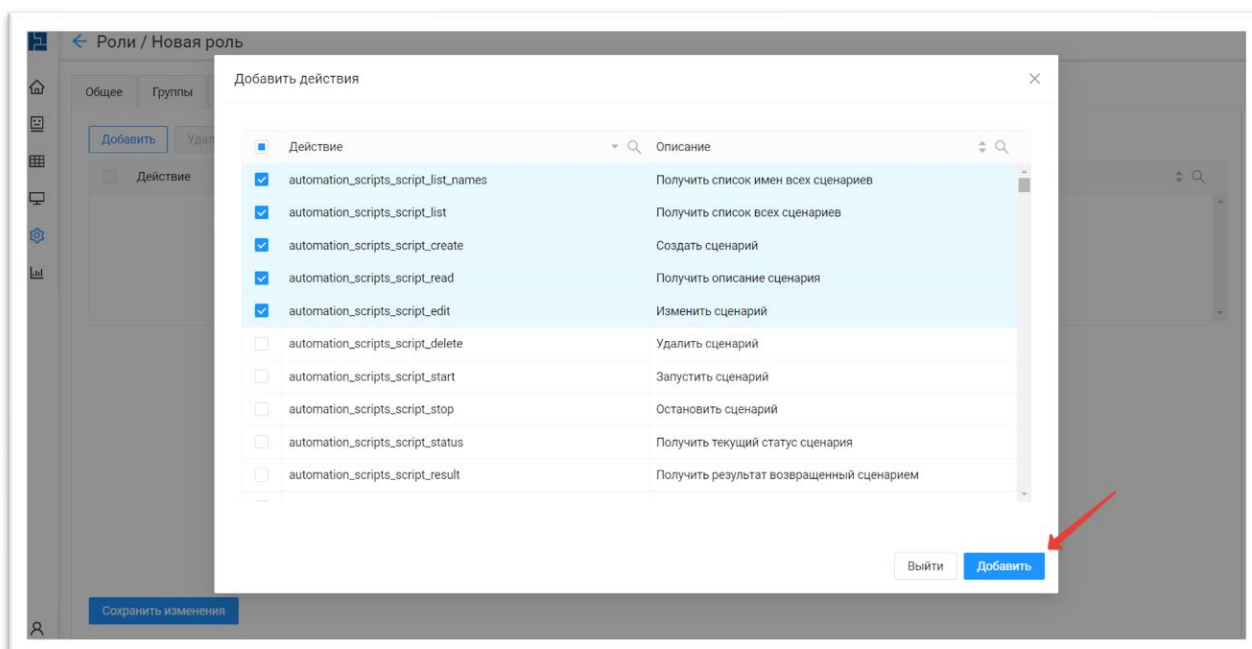 Роли / Новая роль
Добавить действия
Общее Группы
Добавить
Действие Описание
Действие
automation_scripts_script_list_names Получить список имен всех сценариев
automation_scripts_script_list Получить список всех сценариев
automation_scripts_script_create Создать сценарий
automation_scripts_script_read Получить описание сценария
automation_scripts_script_edit Изменить сценарий
automation_scripts_script_delete Удалить сценарий
automation_scripts_script_start Запустить сценарий
automation_scripts_script_stop Остановить сценарий
automation_scripts_script_status Получить текущий статус сценария
automation_scripts_script_result Получить результат возвращенный сценарием
Выйти Добавить
Сохранить изменения